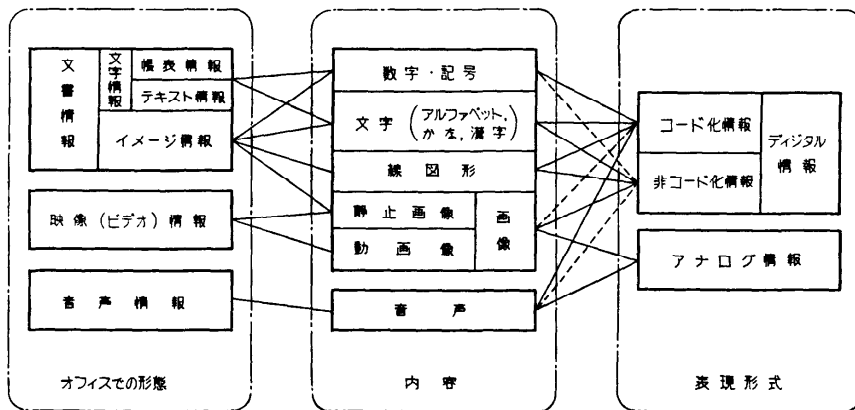 文書情報
文字情報
帳表情報
テキスト情報
イメージ情報
映像(ビデオ)情報
音声情報
オフィスでの形態
数字・記号
文字(アルファベット,
かな,漢字)
線図形
静止画像
動画像
画像
音声
内容
コード化情報
非コード化情報
ディジタル
情報
アナログ情報
表現形式